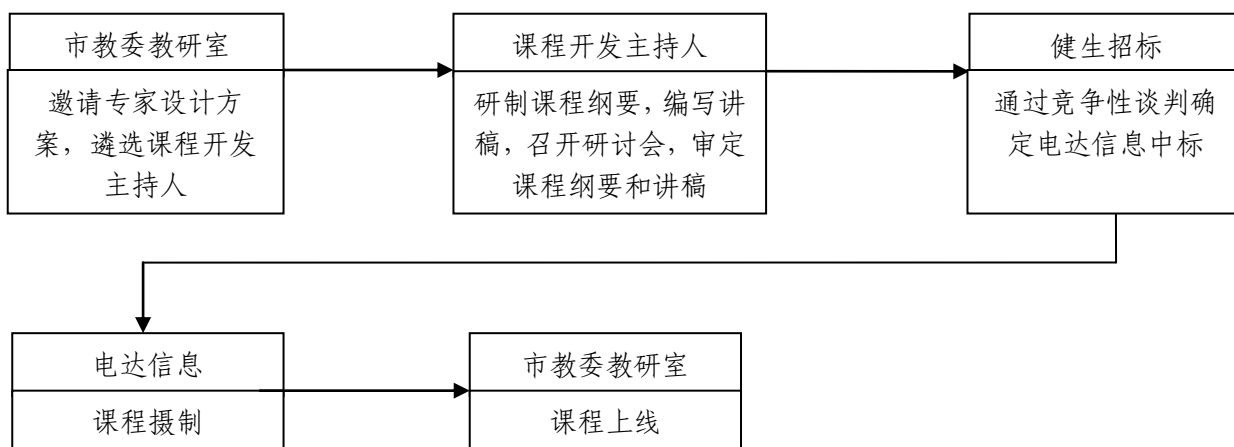 市教委教研室
邀请专家设计方
案，遴选课程开发
主持人
课程开发主持人
研制课程纲要，编写讲
稿，召开研讨会，审定
课程纲要和讲稿
健生招标
通过竞争性谈判确
定电达信息中标
电达信息
课程摄制
市教委教研室
课程上线